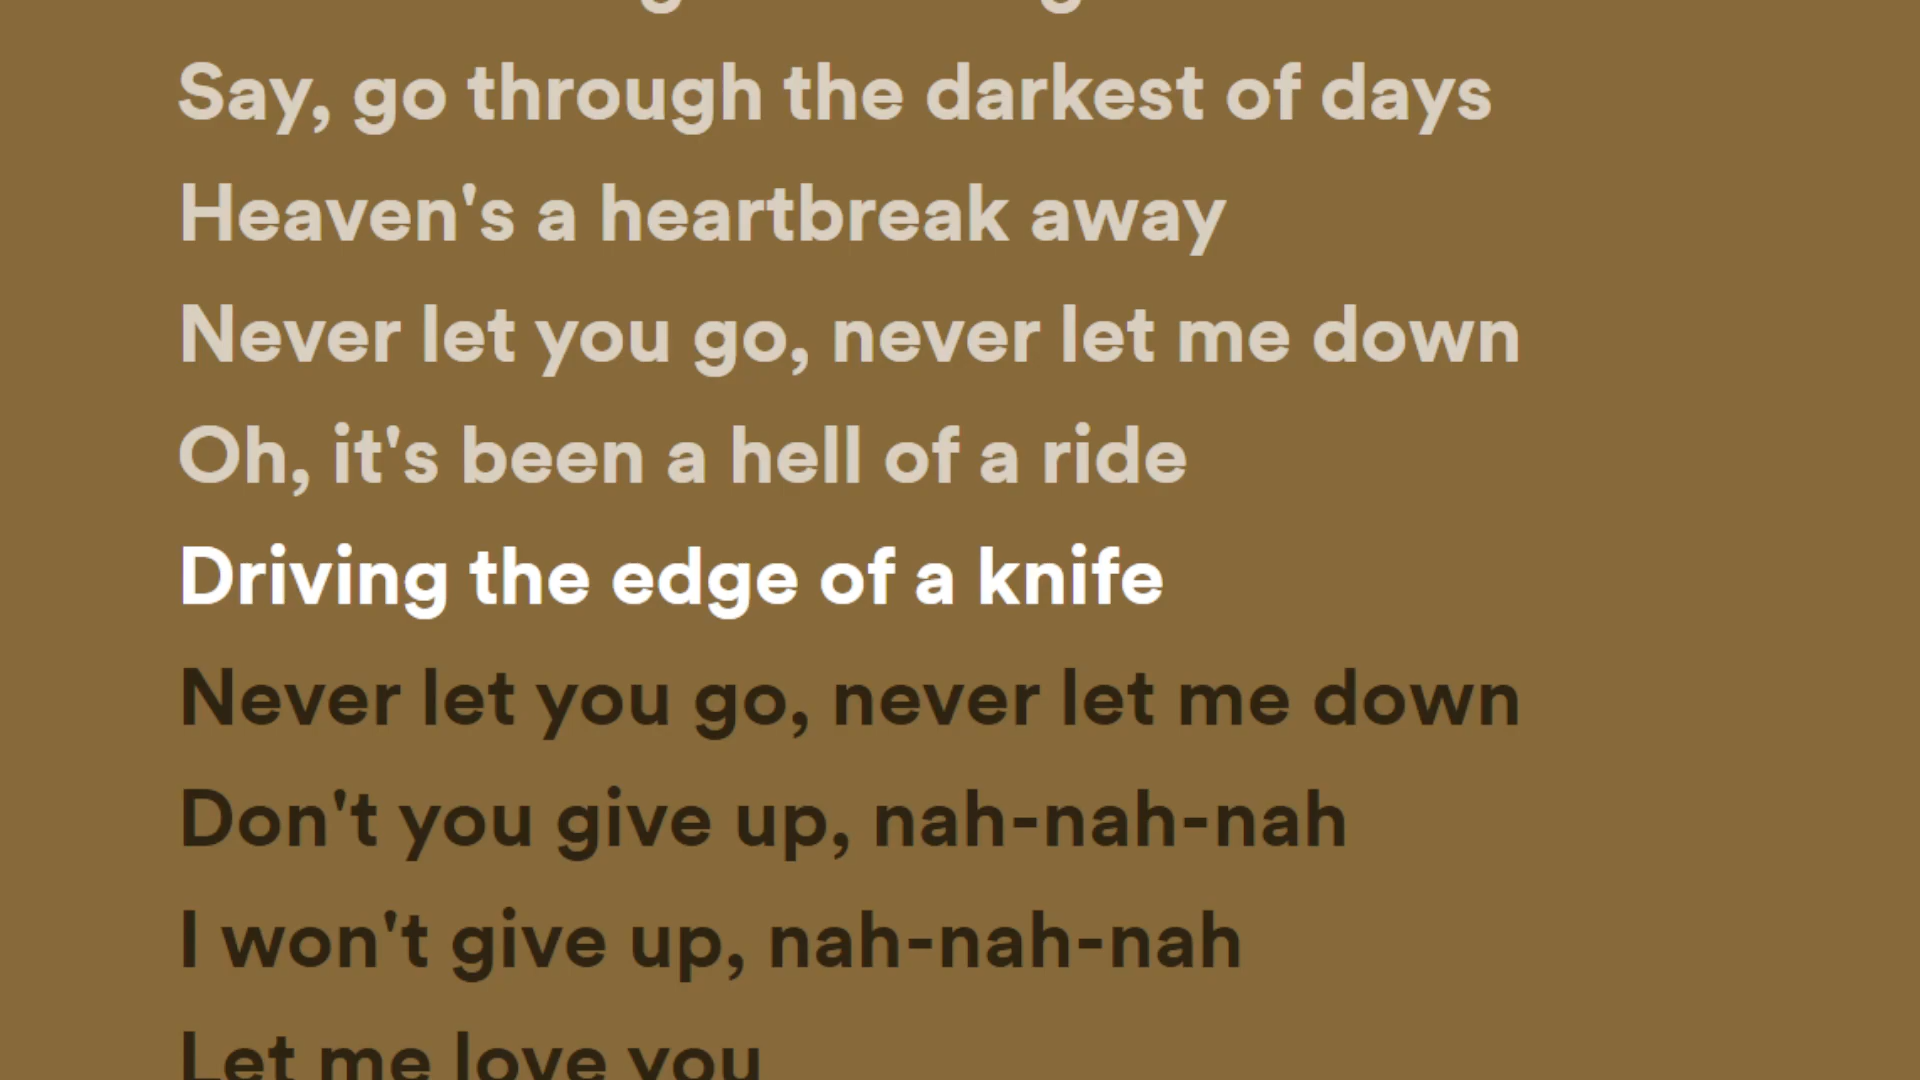 Say, go through the darkest of days
Heaven's a heartbreak away
Never let you go, never let me down
Oh, it's been a hell of a ride
Driving the edge of a knife
Never let you go, never let me down
Don't you give up, nah-nah-nah
I won't give up, nah-nah-nah
Let me love you